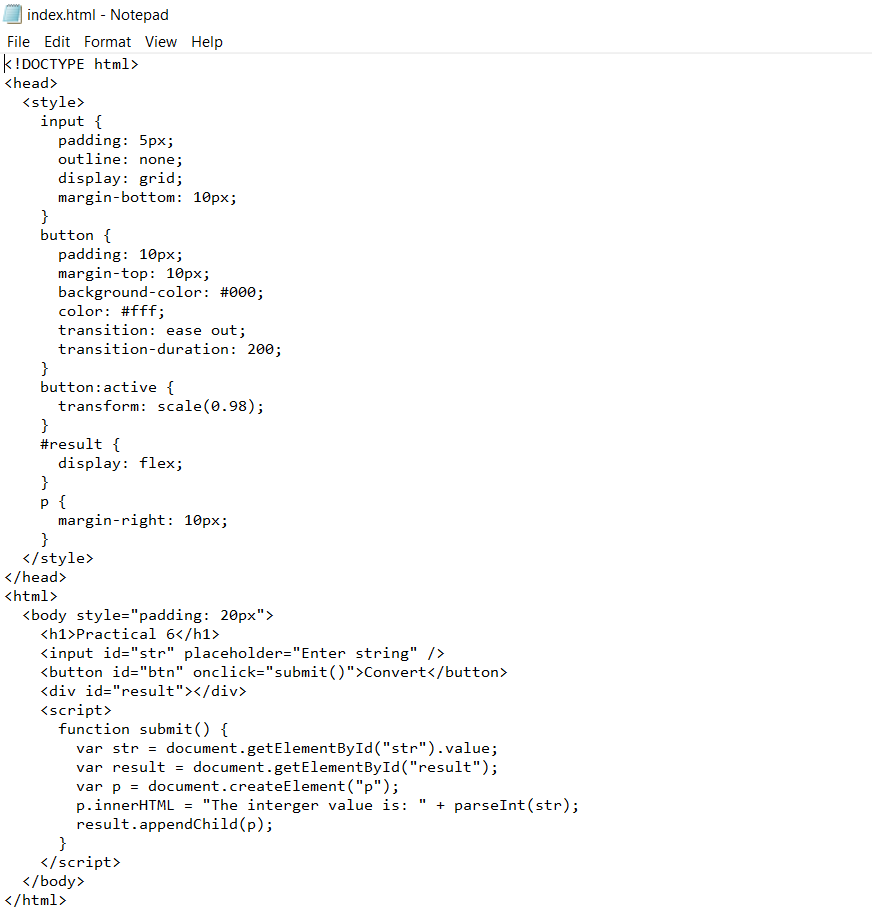 index.html - Notepad
File Edit Format View Help
<!DOCTYPE html>
<head>
  <style>
    input {
      padding: 5px;
      outline: none;
      display: grid;
      margin-bottom: 10px;
    }
    button {
      padding: 10px;
      margin-top: 10px;
      background-color: #000;
      color: #fff;
      transition: ease out;
      transition-duration: 200;
    }
    button:active {
      transform: scale(0.98);
    }
    #result {
      display: flex;
    }
    p {
      margin-right: 10px;
    }
  </style>
</head>
<html>
  <body style="padding: 20px">
    <h1>Practical 6</h1>
    <input id="str" placeholder="Enter string" />
    <button id="btn" onclick="submit()">Convert</button>
    <div id="result"></div>
    <script>
      function submit() {
        var str = document.getElementById("str").value;
        var result = document.getElementById("result");
        var p = document.createElement("p");
        p.innerHTML = "The interger value is: " + parseInt(str);
        result.appendChild(p);
      }
    </script>
  </body>
</html>